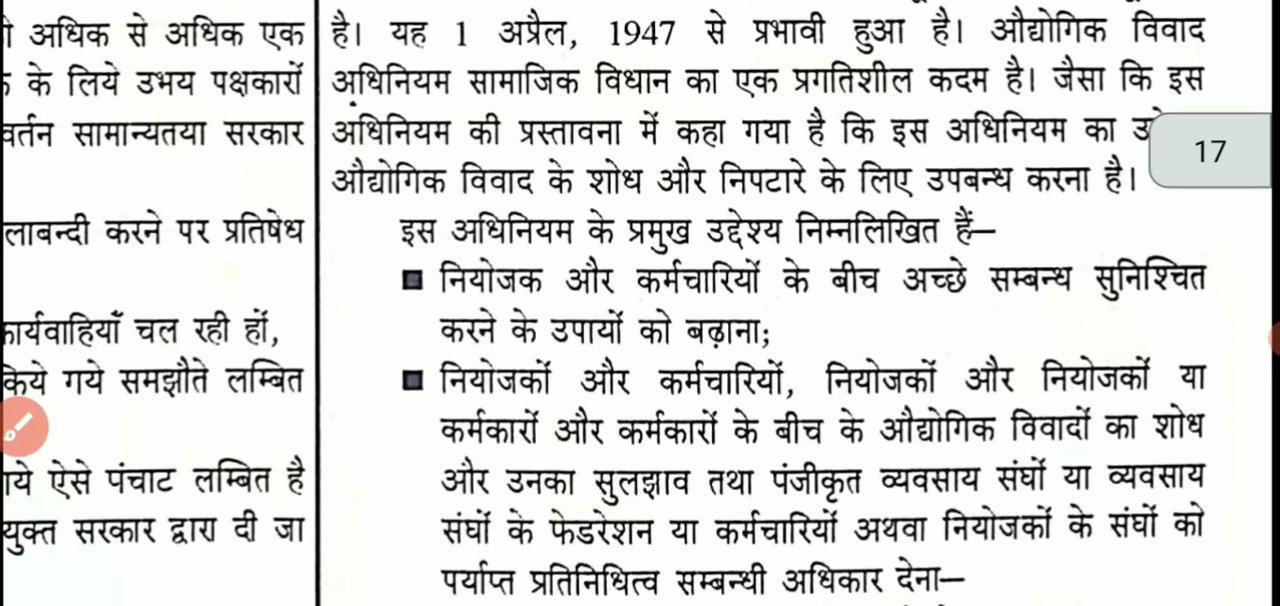 अधिक से अधिक एक
के लिये उभय पक्षकारों
वर्तन सामान्यतया सरकार
लाबन्दी करने पर प्रतिषेध
कार्यवाहियाँ चल रही हों,
किये गये समझौते लम्बित
ये ऐसे पंचाट लम्बित है
युक्त सरकार द्वारा दी जा
है। यह 1 अप्रैल, 1947 से प्रभावी हुआ है। औद्योगिक विवाद
अधिनियम सामाजिक विधान का एक प्रगतिशील कदम है। जैसा कि इस
अधिनियम की प्रस्तावना में कहा गया है कि इस अधिनियम का
औद्योगिक विवाद के शोध और निपटारे के लिए उपबन्ध करना है।
इस अधिनियम के प्रमुख उद्देश्य निम्नलिखित हैं—
■ नियोजक और कर्मचारियों के बीच अच्छे सम्बन्ध सुनिश्चित
करने के उपायों को बढ़ाना;
■ नियोजकों और कर्मचारियों, नियोजकों और नियोजकों या
कर्मकारों और कर्मकारों के बीच के औद्योगिक विवादों का शोध
और उनका सुलझाव तथा पंजीकृत व्यवसाय संघों या व्यवसाय
संघों के फेडरेशन या कर्मचारियों अथवा नियोजकों के संघों को
पर्याप्त प्रतिनिधित्व सम्बन्धी अधिकार देना—
17